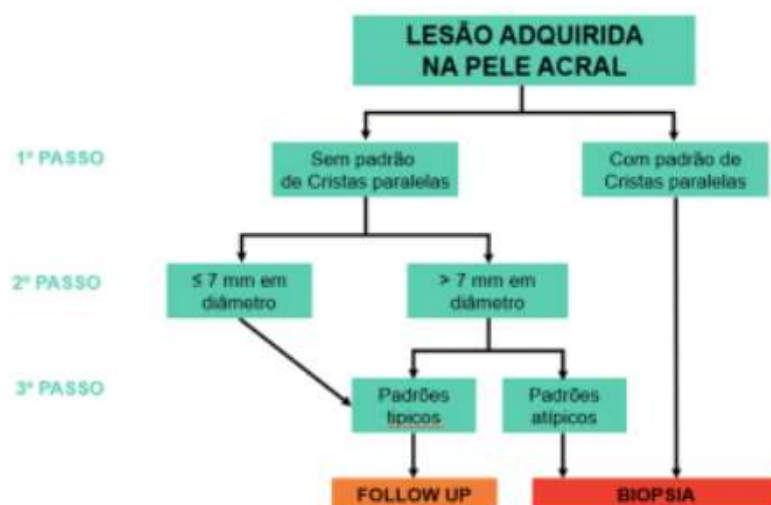 LESÃO ADQUIRIDA
NA PELE ACRAL
1º PASSO
Sem padrão
de Cristas paralelas
Com padrão de
Cristas paralelas
2º PASSO
≤ 7 mm em
diâmetro
> 7 mm em
diâmetro
3º PASSO
Padrões
tipicos
Padrões
atípicos
FOLLOW UP
BIOPSIA